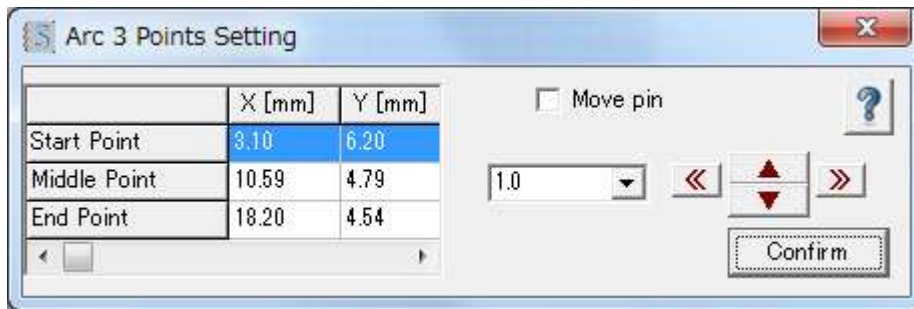 Arc 3 Points Setting
X [mm] Y [mm]
Start Point 3.10 6.20
Middle Point 10.59 4.79
End Point 18.20 4.54
Move pin
1.0
Confirm